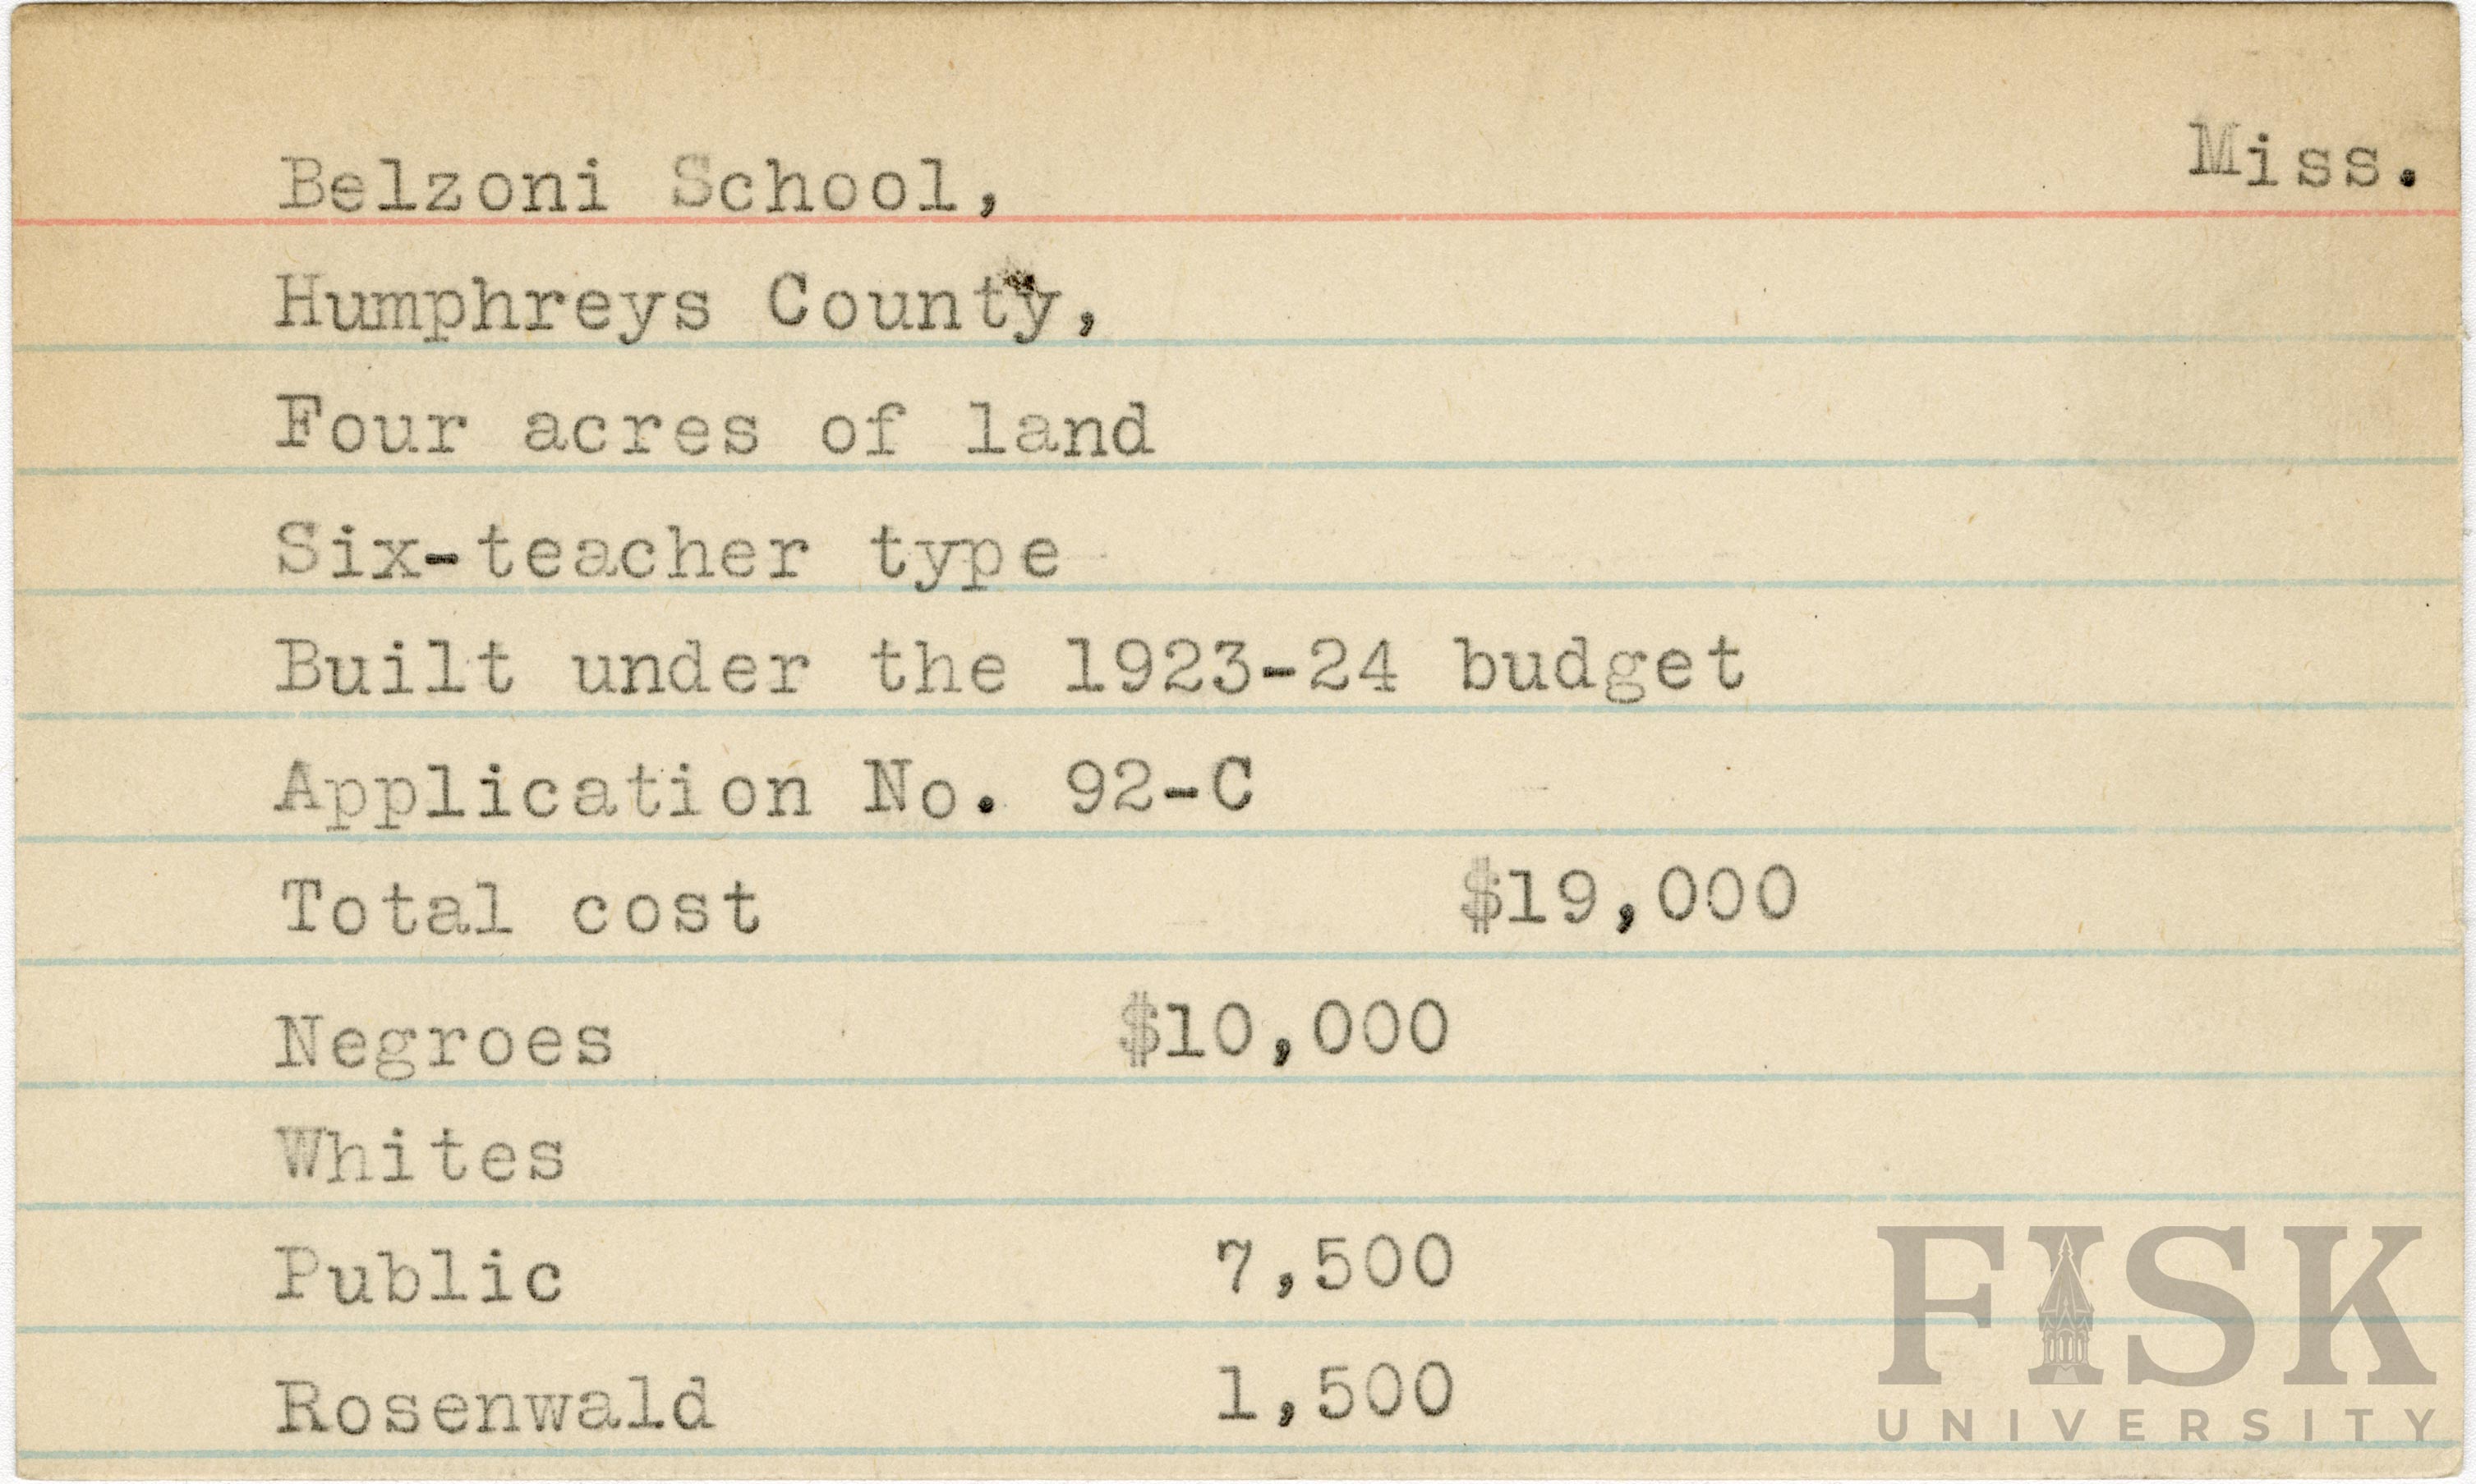 Miss.
Belzoni School,
Humphreys County,
Four acres of land
Six-teacher type
Built under the 1923-24 budget
Application No. 92-C
Total cost $19,000
Negroes $10,000
Whites
Public 7,500
Rosenwald 1,500
FISK
UNIVERSITY